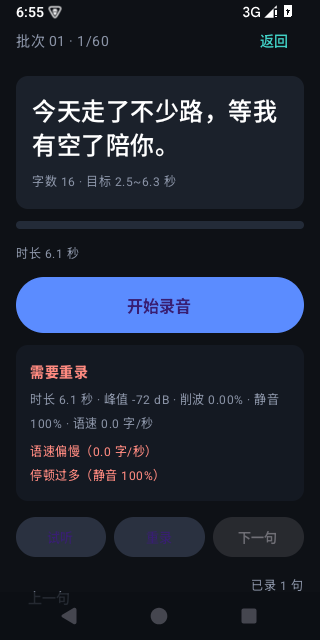 6:55 3G
批次 01 · 1/60 返回
今天走了不少路，等我
有空了陪你。
字数 16 · 目标 2.5~6.3 秒
时长 6.1 秒
开始录音
需要重录
时长 6.1 秒 · 峰值 -72 dB · 削波 0.00% · 静音
100% · 语速 0.0 字/秒
语速偏慢（0.0 字/秒）
停顿过多（静音 100%）
下一句
已录 1 句
上一句